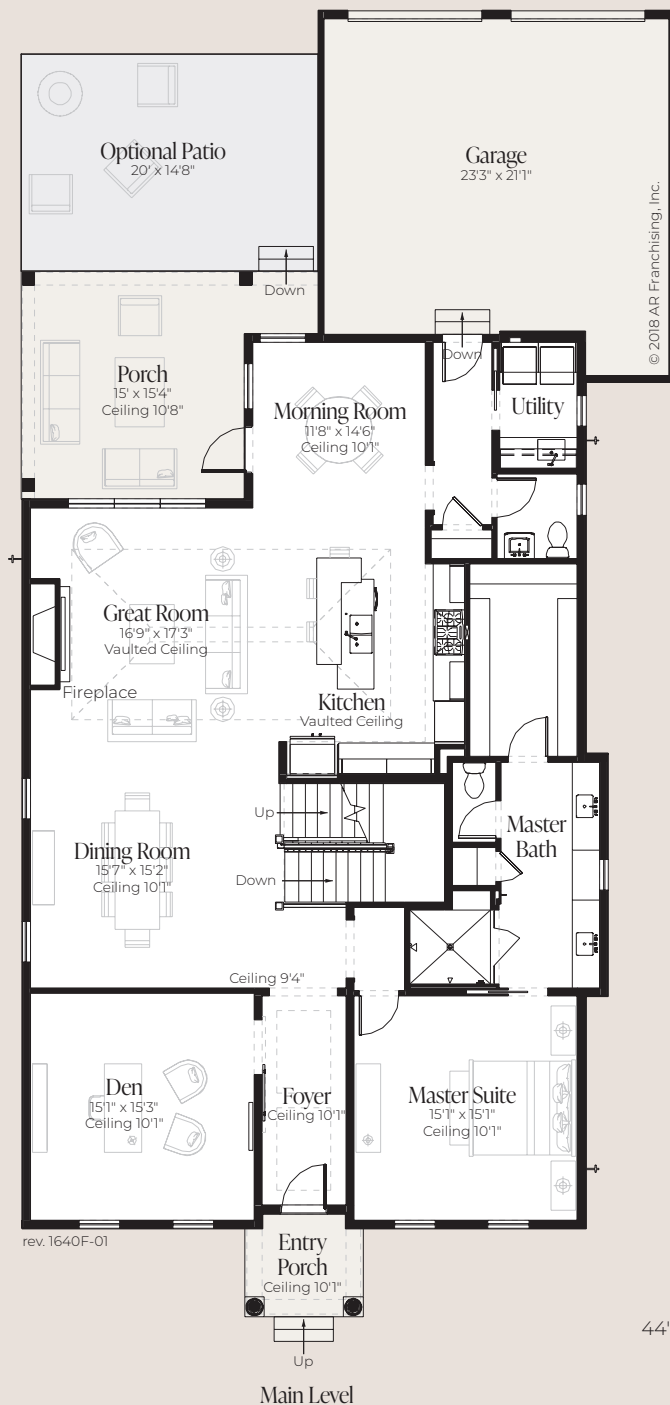 Optional Patio
20' x 14'8"
Garage
23'3" x 21'1"
© 2018 AR Franchising, Inc.
Down
Down
Porch
15' x 15'4"
Ceiling 10'8"
Morning Room
11'8" x 14'6"
Ceiling 10'1"
Utility
Great Room
16'9" x 17'3"
Vaulted Ceiling
Fireplace
Kitchen
Vaulted Ceiling
Up
Master
Bath
Dining Room
15'7" x 15'2"
Ceiling 10'1"
Down
Ceiling 9'4"
Den
15'1" x 15'3"
Ceiling 10'1"
Foyer
Ceiling 10'1"
Master Suite
15'1" x 15'1"
Ceiling 10'1"
rev. 1640F-01
Entry
Porch
Ceiling 10'1"
44'
Up
Main Level